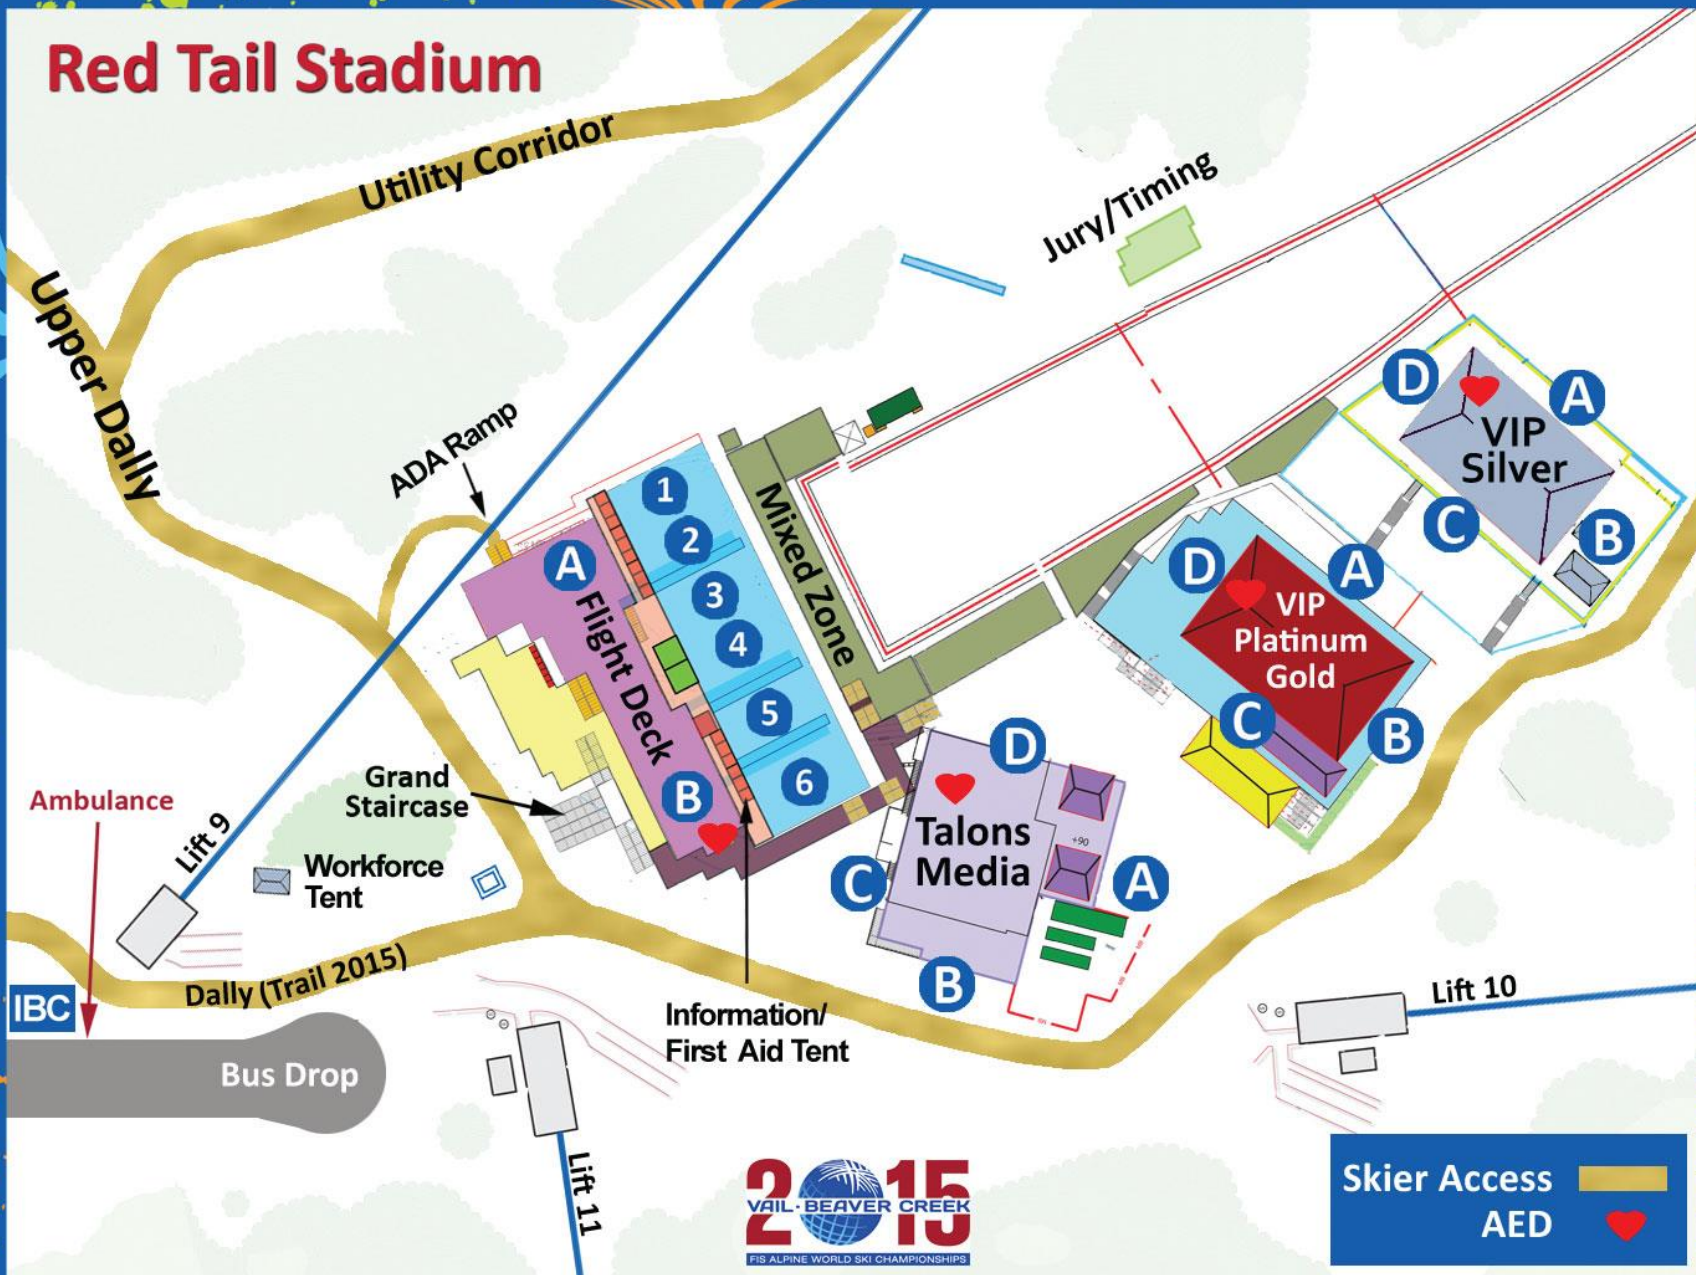 Red Tail Stadium
Utility Corridor
Upper Dally
Jury/Timing
ADA Ramp
D
A
VIP
Silver
C
B
1
2
3
4
5
6
Mixed Zone
A
Flight Deck
B
D
A
VIP
Platinum
Gold
C
B
Grand
Staircase
Ambulance
Lift 9
Workforce
Tent
D
Talons
Media
+90
C
A
B
Dally (Trail 2015)
IBC
Bus Drop
Information/
First Aid Tent
Lift 10
Lift 11
2015
VAIL·BEAVER CREEK
FIS ALPINE WORLD SKI CHAMPIONSHIPS
Skier Access
AED